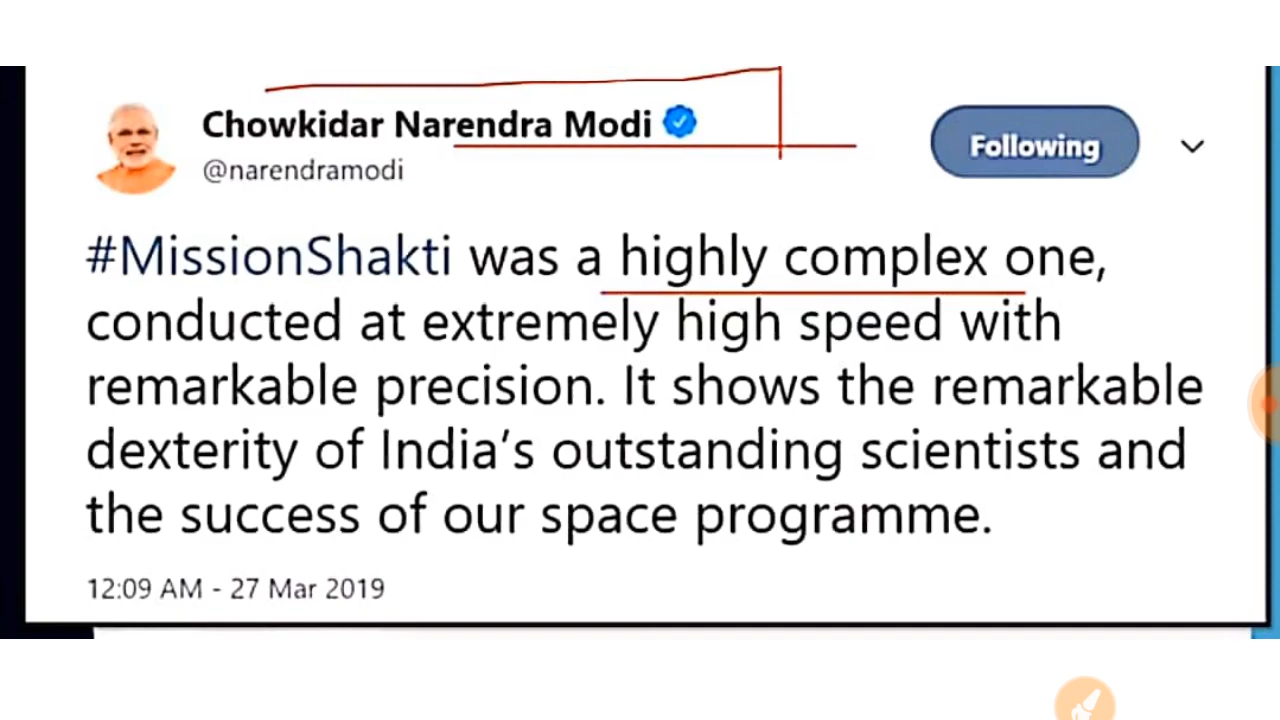 Chowkidar Narendra Modi
@narendramodi
Following
#MissionShakti was a highly complex one,
conducted at extremely high speed with
remarkable precision. It shows the remarkable
dexterity of India’s outstanding scientists and
the success of our space programme.
12:09 AM - 27 Mar 2019